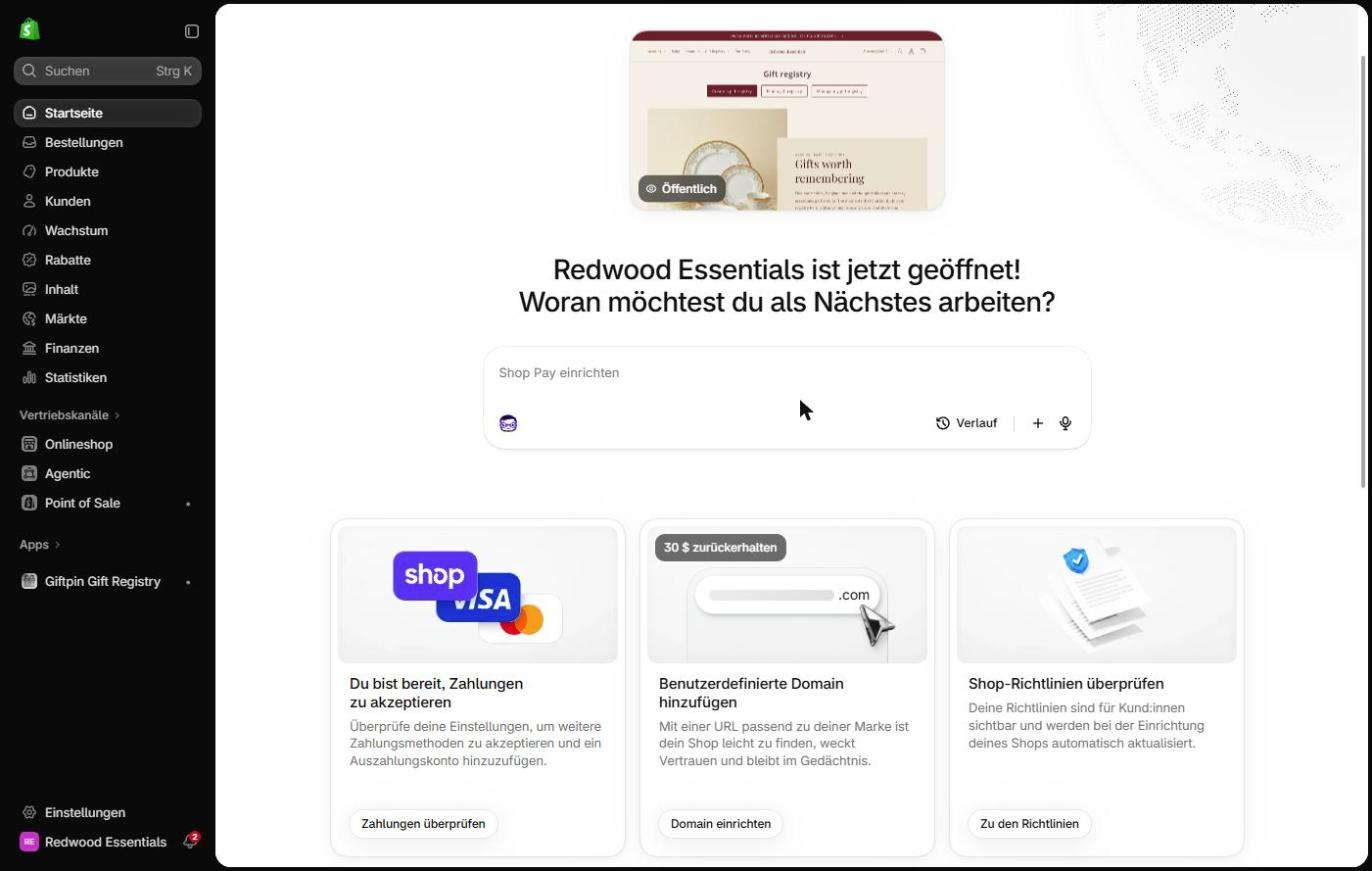 Suchen
Strg K
Startseite
Bestellungen
Produkte
Kunden
Wachstum
Rabatte
Inhalt
Märkte
Finanzen
Statistiken
Vertriebskanäle
Onlineshop
Agentic
Point of Sale
Apps
Giftpin Gift Registry
Einstellungen
RE
Redwood Essentials
2
Gift registry
Gifts worth
remembering
Öffentlich
Redwood Essentials ist jetzt geöffnet!
Woran möchtest du als Nächstes arbeiten?
Shop Pay einrichten
Verlauf
shop
VISA
Du bist bereit, Zahlungen
zu akzeptieren
Überprüfe deine Einstellungen, um weitere
Zahlungsmethoden zu akzeptieren und ein
Auszahlungskonto hinzuzufügen.
Zahlungen überprüfen
30 $ zurückerhalten
.com
Benutzerdefinierte Domain
hinzufügen
Mit einer URL passend zu deiner Marke ist
dein Shop leicht zu finden, weckt
Vertrauen und bleibt im Gedächtnis.
Domain einrichten
Shop-Richtlinien überprüfen
Deine Richtlinien sind für Kund:innen
sichtbar und werden bei der Einrichtung
deines Shops automatisch aktualisiert.
Zu den Richtlinien